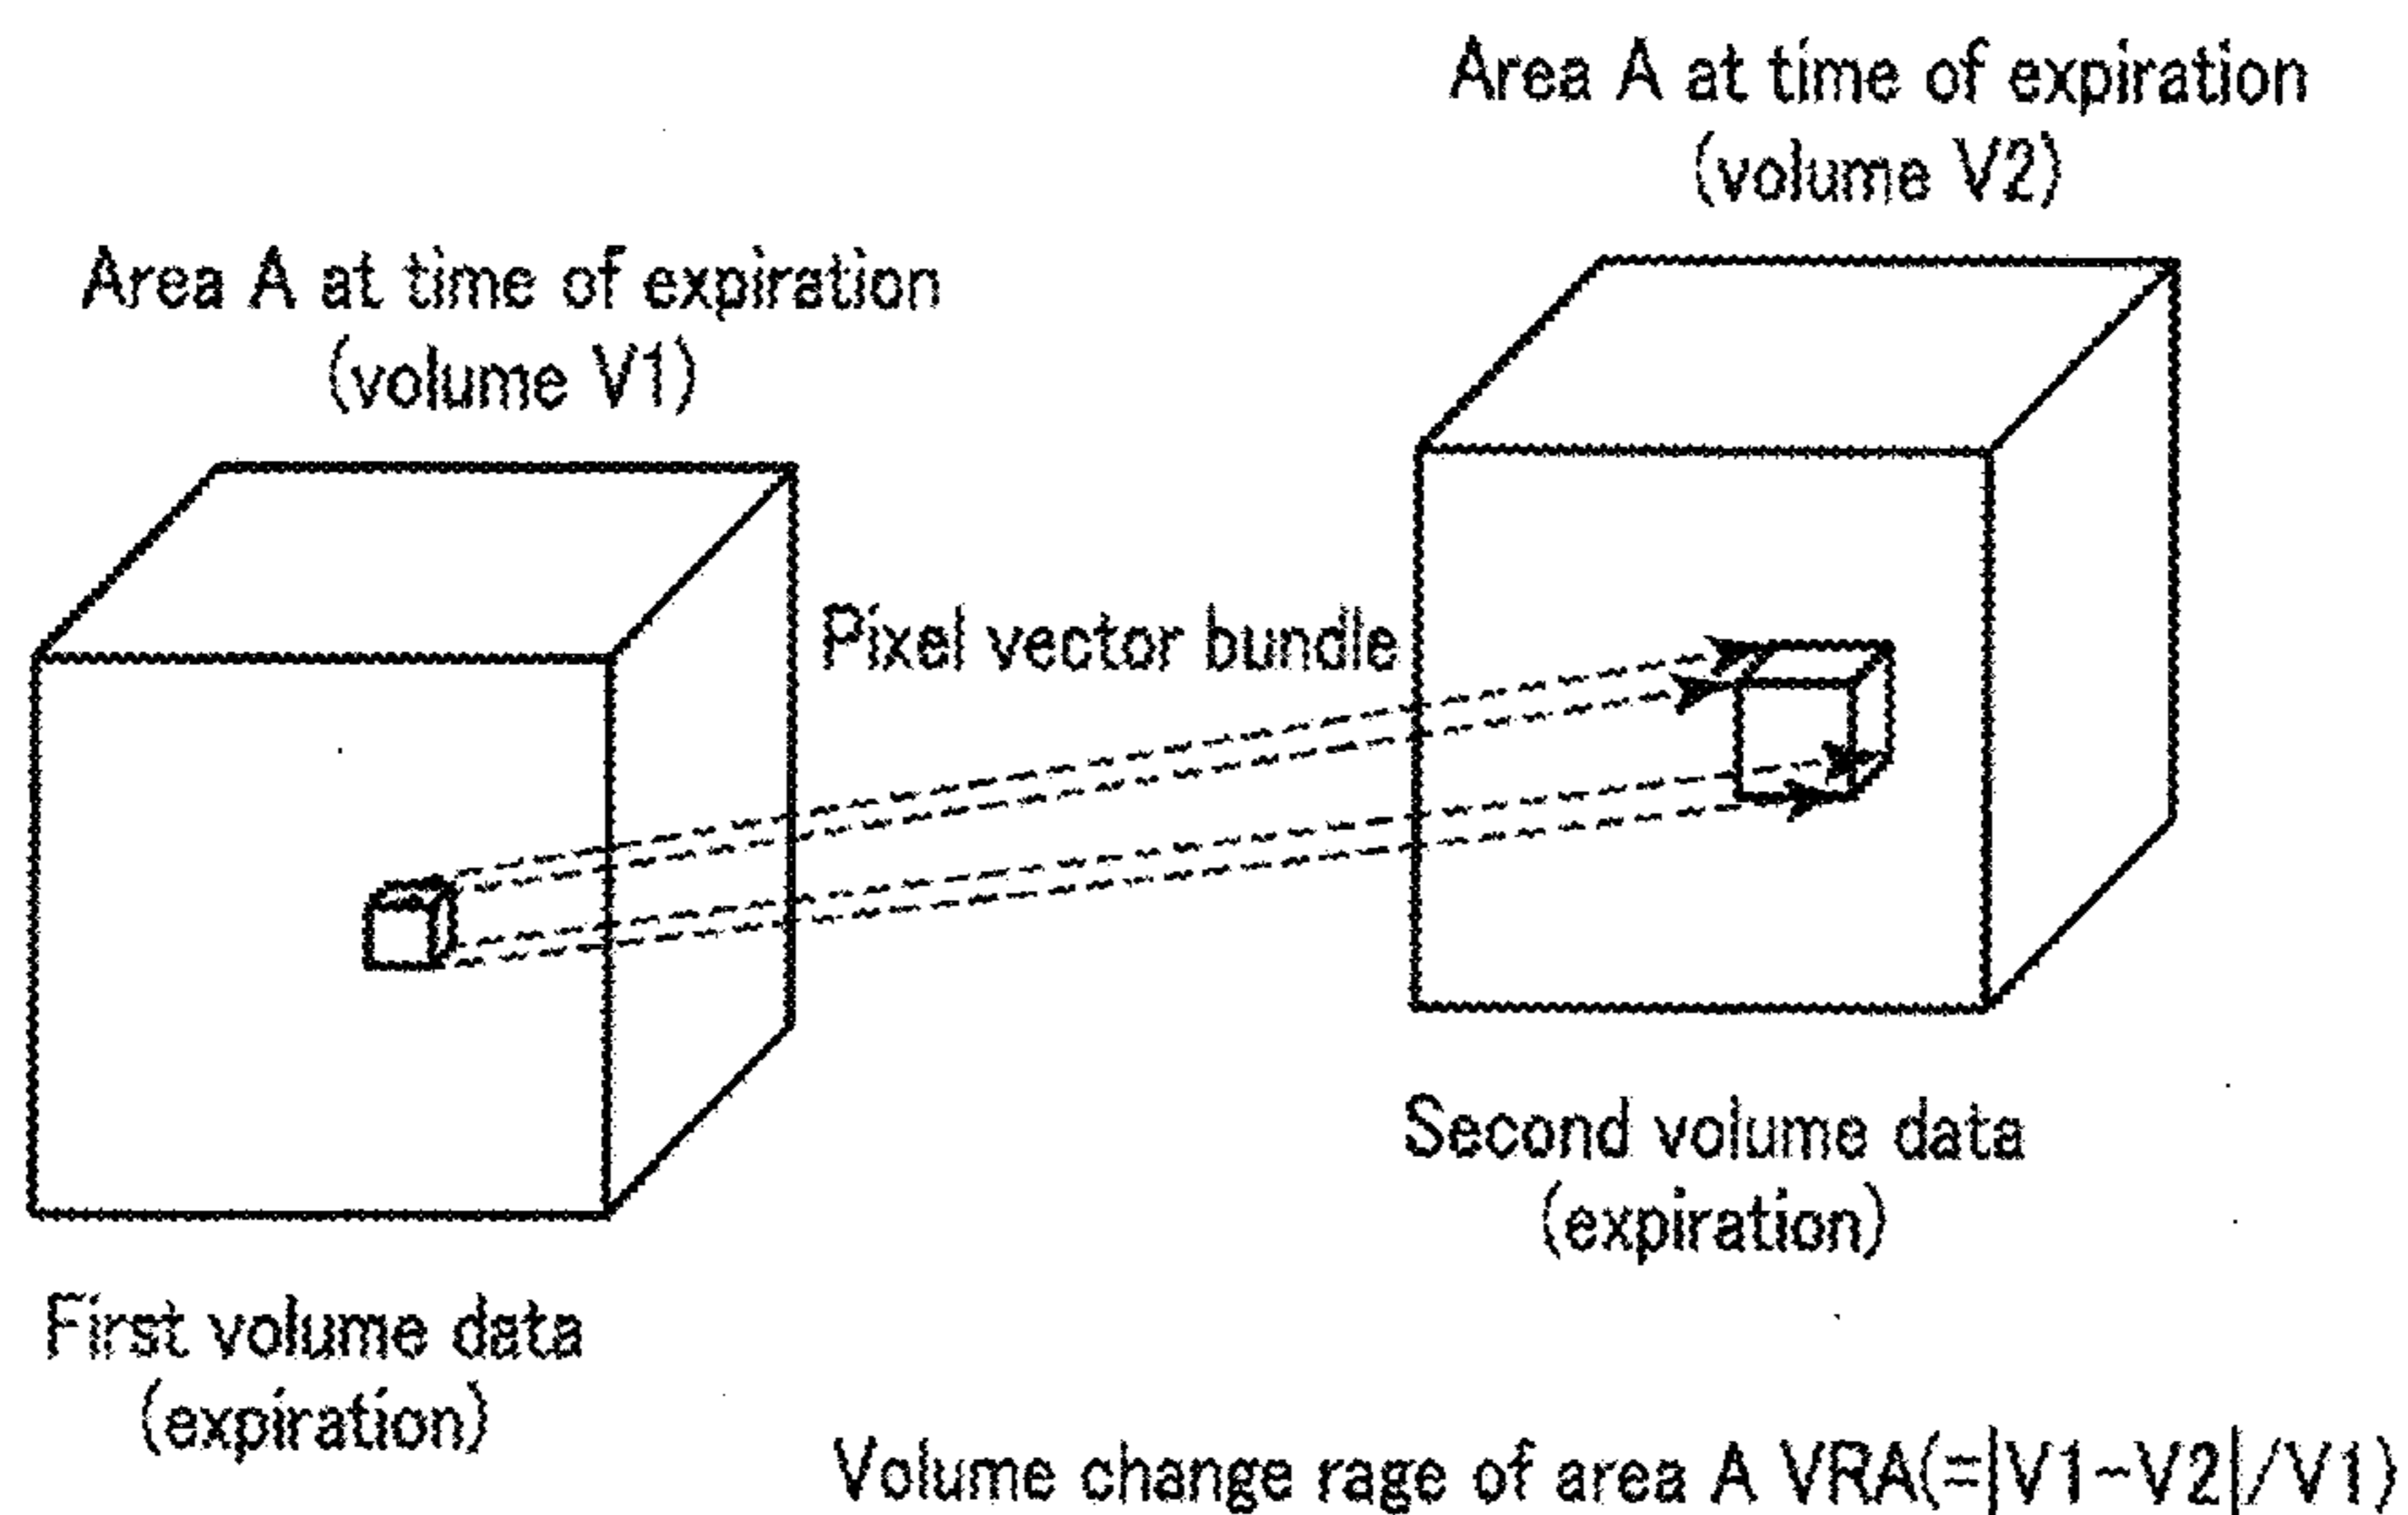 Area A at time of expiration
(volume V1)
Area A at time of expiration
(volume V2)
Pixel vector bundle
First volume data
(expiration)
Second volume data
(expiration)
Volume change rage of area A VRA(=|V1-V2|/V1)